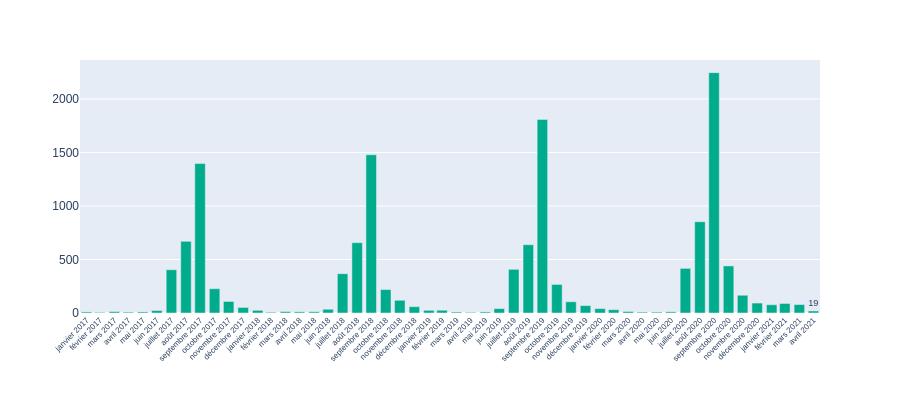 2000
1500
1000
500
0
19
janvier 2017
février 2017
mars 2017
avril 2017
mai 2017
juin 2017
juillet 2017
août 2017
septembre 2017
octobre 2017
novembre 2017
décembre 2017
janvier 2018
février 2018
mars 2018
avril 2018
mai 2018
juin 2018
juillet 2018
août 2018
septembre 2018
octobre 2018
novembre 2018
décembre 2018
janvier 2019
février 2019
mars 2019
avril 2019
mai 2019
juin 2019
juillet 2019
août 2019
septembre 2019
octobre 2019
novembre 2019
décembre 2019
janvier 2020
février 2020
mars 2020
avril 2020
mai 2020
juin 2020
juillet 2020
août 2020
septembre 2020
octobre 2020
novembre 2020
décembre 2020
janvier 2021
février 2021
mars 2021
avril 2021